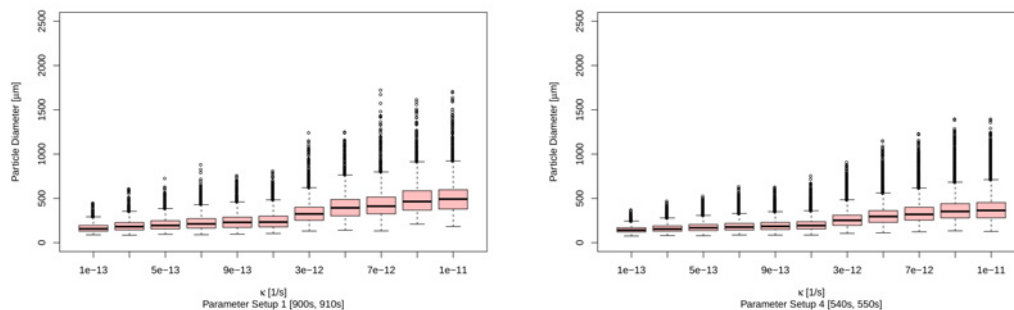 Particle Diameter [µm]
2500
2000
1500
1000
500
0
1e−13 5e−13 9e−13 3e−12 7e−12 1e−11
κ [1/s]
Parameter Setup 1 [900s, 910s]
Particle Diameter [µm]
2500
2000
1500
1000
500
0
1e−13 5e−13 9e−13 3e−12 7e−12 1e−11
κ [1/s]
Parameter Setup 4 [540s, 550s]